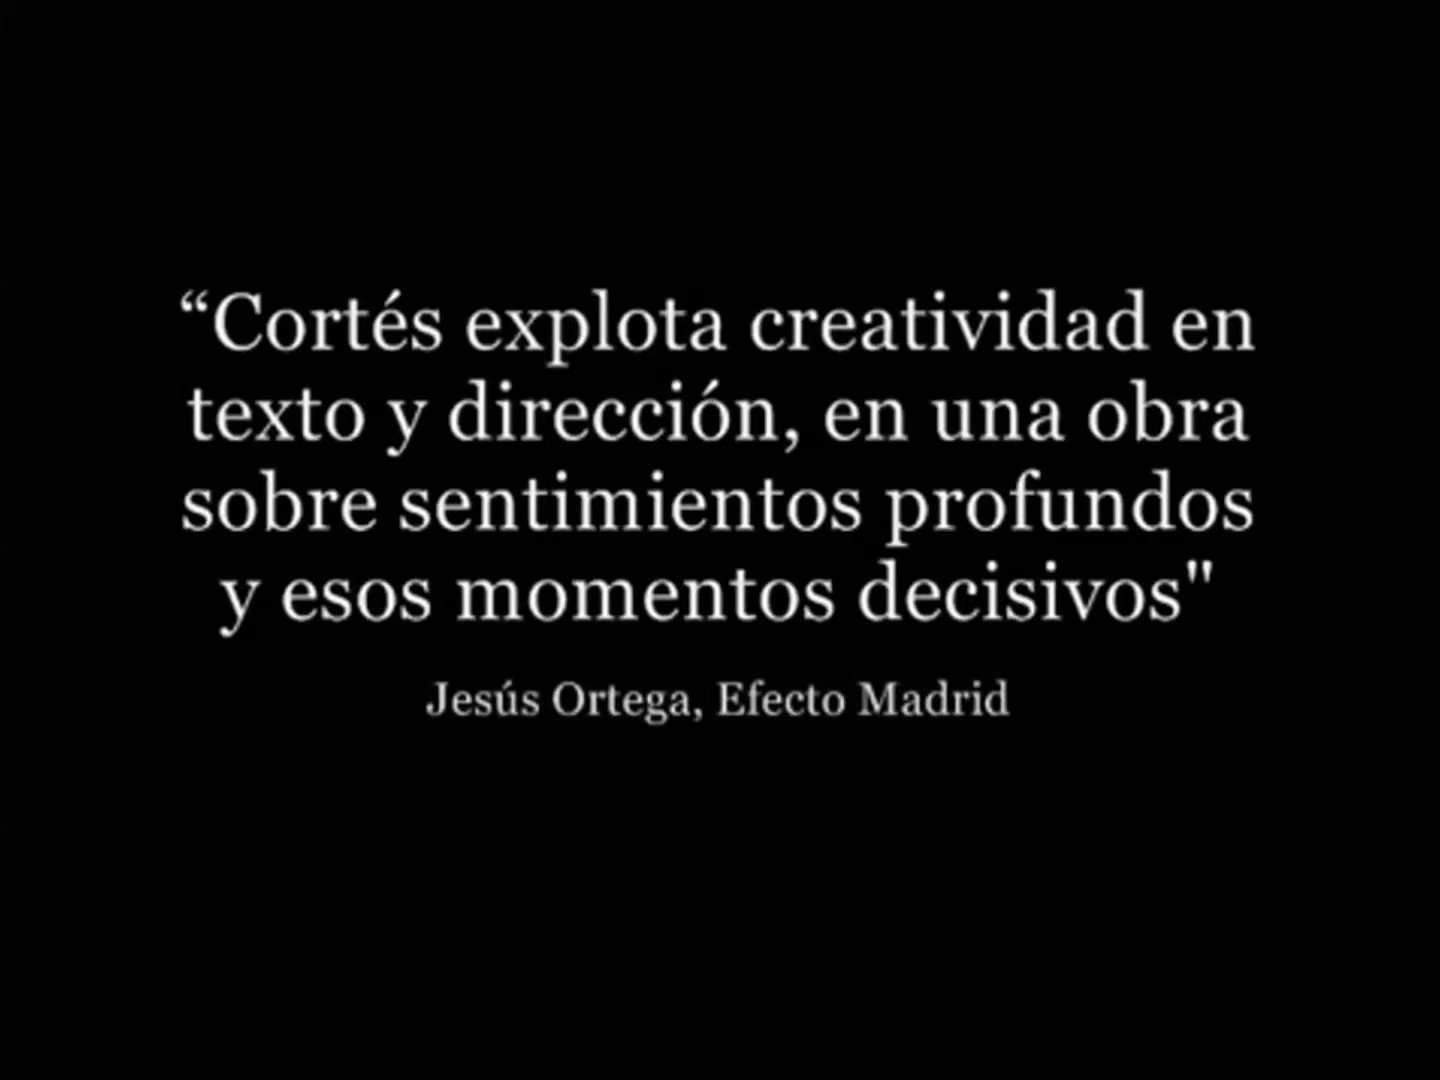 “Cortés explota creatividad en
texto y dirección, en una obra
sobre sentimientos profundos
y esos momentos decisivos"
Jesús Ortega, Efecto Madrid